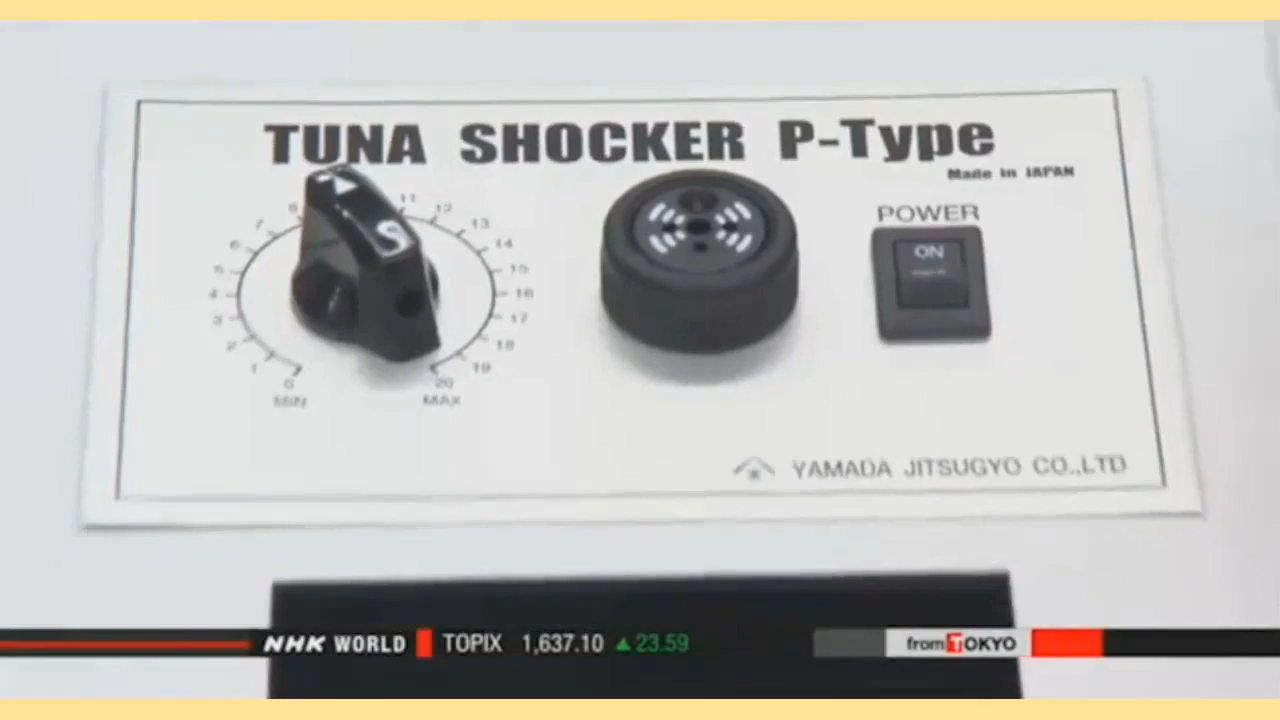 TUNA SHOCKER P-Type
Made in JAPAN
POWER
ON
S
11
12
13
14
15
16
17
18
19
20
MAX
7
6
5
4
3
2
1
0
MIN
YAMADA JITSUGYO CO.,LTD
NHK WORLD TOPIX 1,637.10 ▲23.59 from TOKYO